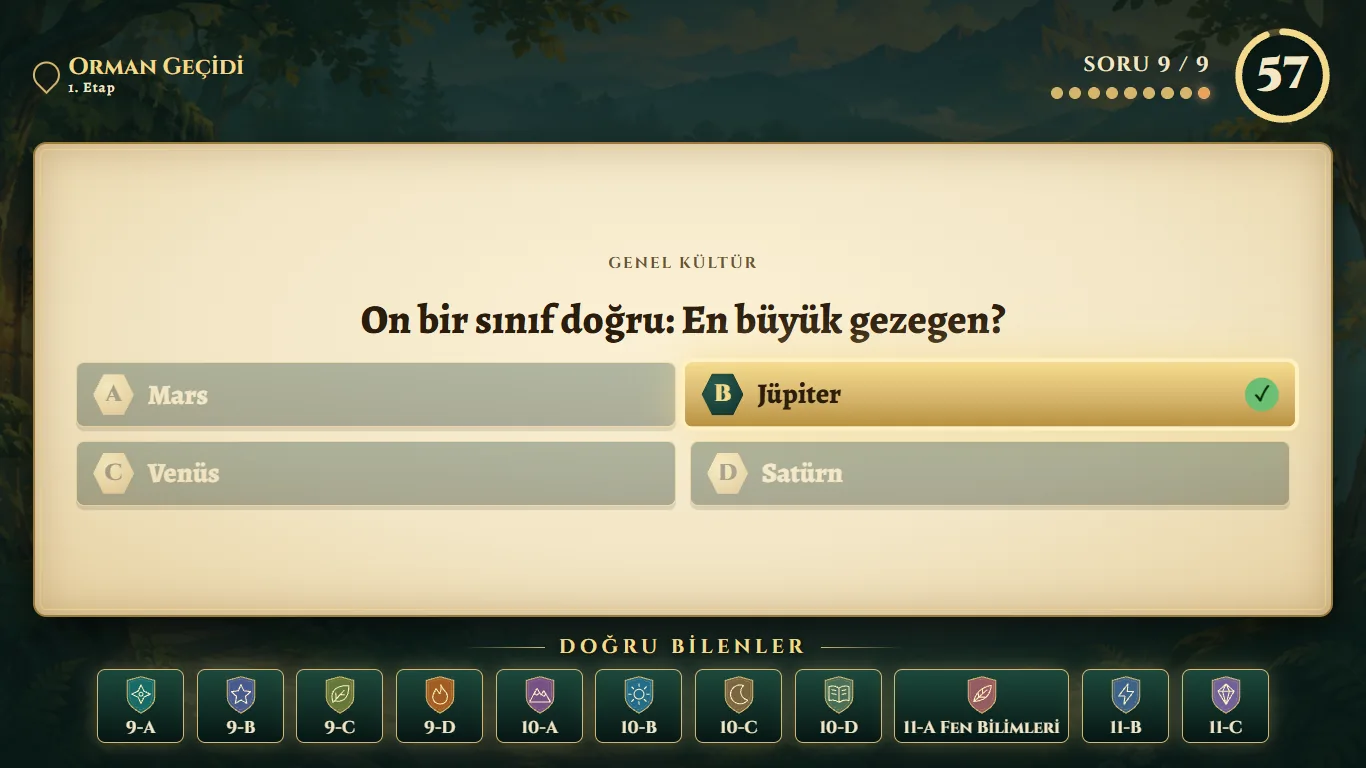 Orman Geçidi
1. Etap
SORU 9 / 9
57
GENEL KÜLTÜR
On bir sınıf doğru: En büyük gezegen?
A Mars
B Jüpiter ✓
C Venüs
D Satürn
DOĞRU BİLENLER
9-A
9-B
9-C
9-D
10-A
10-B
10-C
10-D
11-A Fen Bilimleri
11-B
11-C